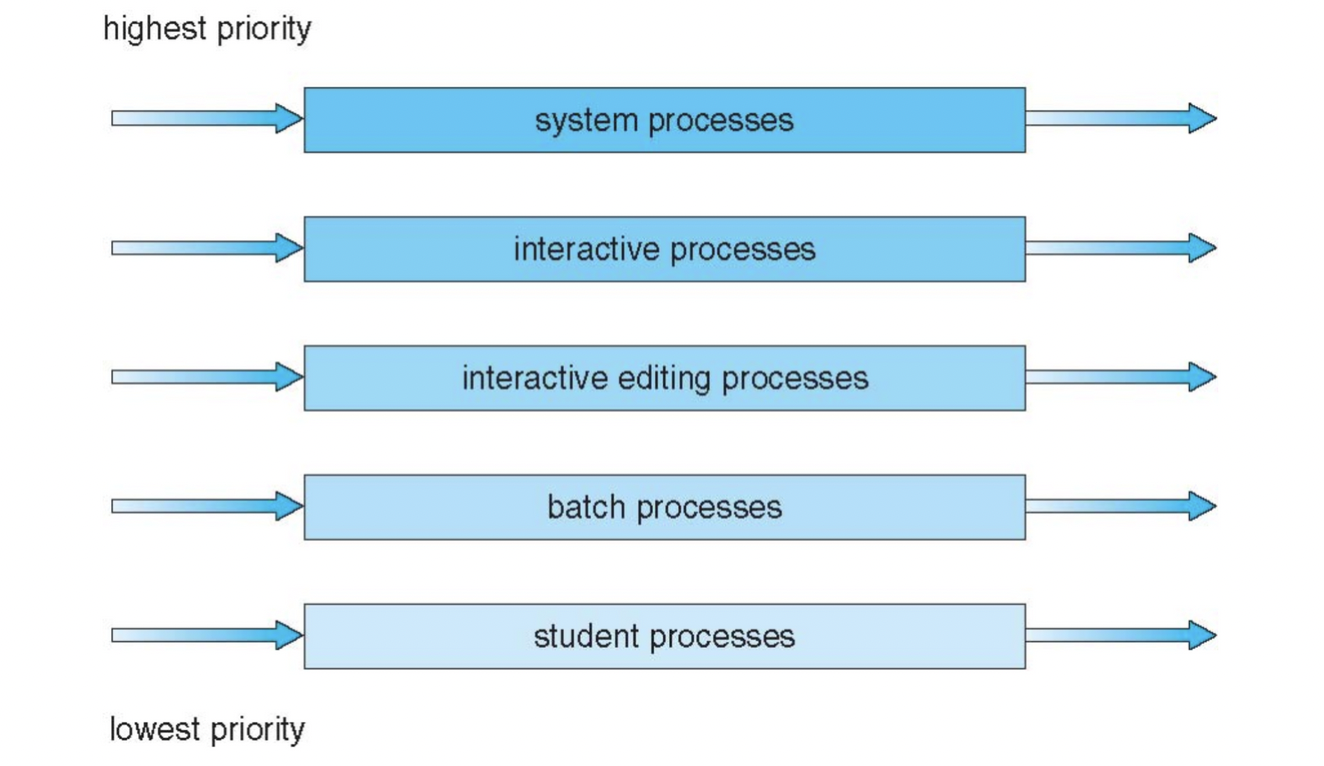 highest priority
system processes
interactive processes
interactive editing processes
batch processes
student processes
lowest priority